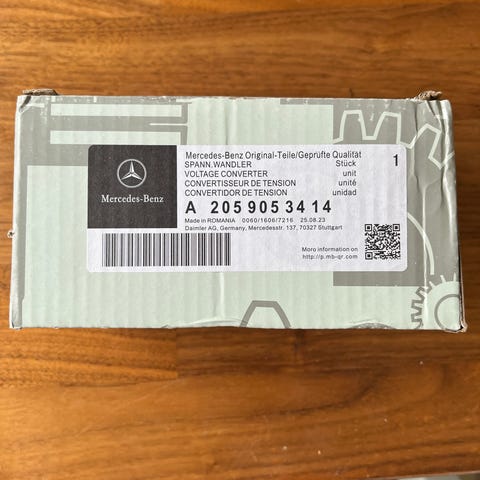 Mercedes-Benz
Mercedes-Benz Original-Teile/Geprüfte Qualität
SPANN.WANDLER Stück 1
VOLTAGE CONVERTER unit
CONVERTISSEUR DE TENSION unité
CONVERTIDOR DE TENSION unidad
A 205 905 34 14
Made in ROMANIA 0060/1606/7216 25.08.23
Daimler AG, Germany, Mercedesstr. 137, 70327 Stuttgart
More information on
http://p.mb-qr.com